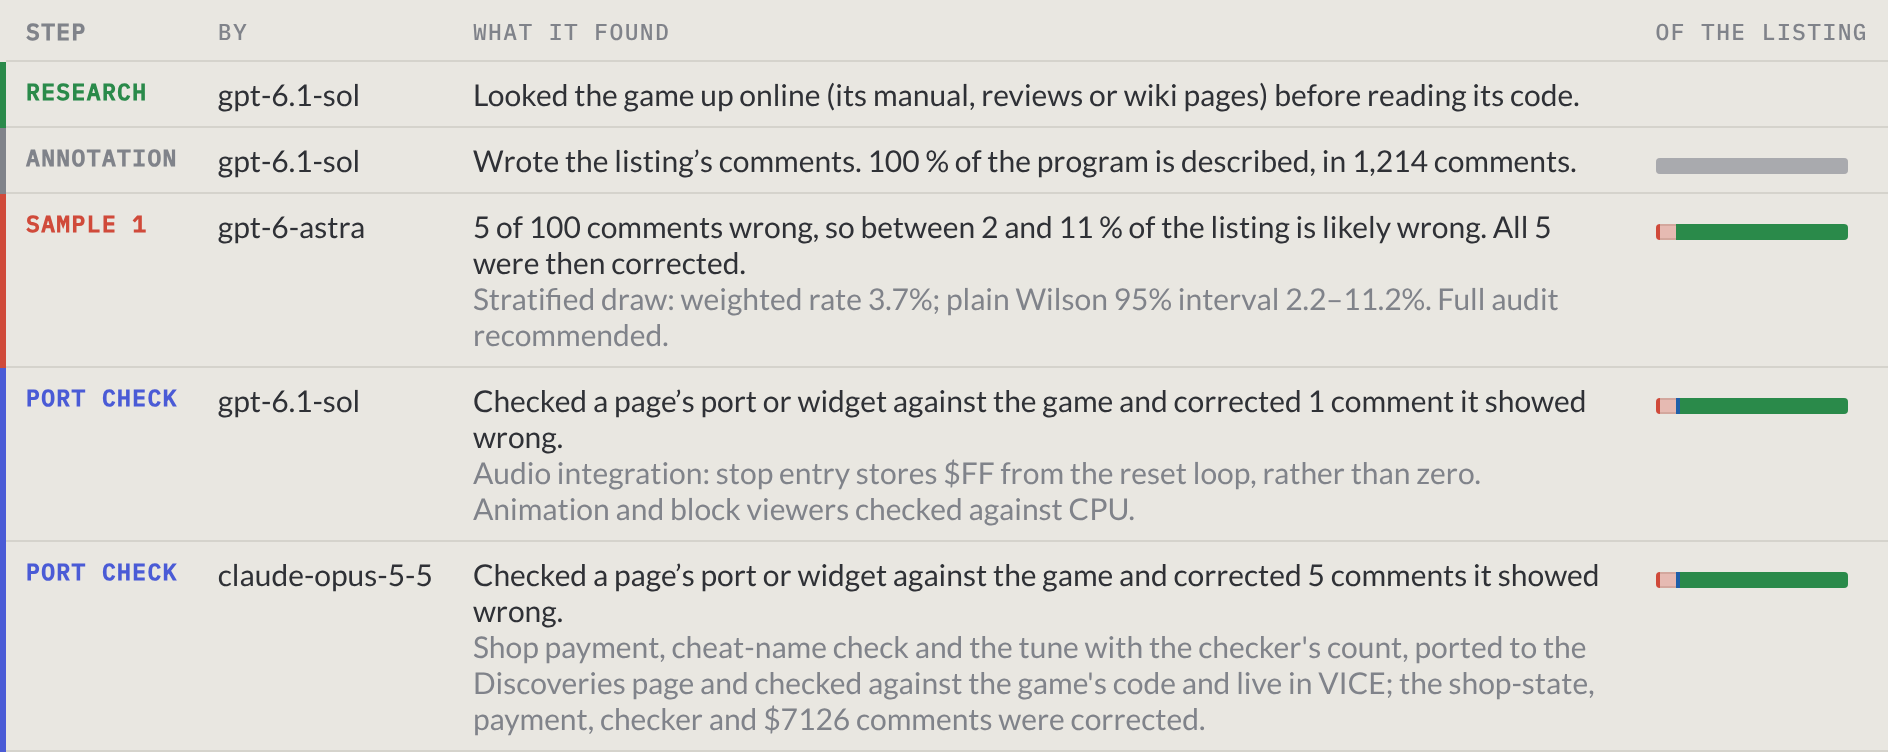 STEP BY WHAT IT FOUND OF THE LISTING
RESEARCH gpt-6.1-sol Looked the game up online (its manual, reviews or wiki pages) before reading its code.
ANNOTATION gpt-6.1-sol Wrote the listing’s comments. 100 % of the program is described, in 1,214 comments.
SAMPLE 1 gpt-6-astra 5 of 100 comments wrong, so between 2 and 11 % of the listing is likely wrong. All 5
were then corrected.
Stratified draw: weighted rate 3.7%; plain Wilson 95% interval 2.2–11.2%. Full audit
recommended.
PORT CHECK gpt-6.1-sol Checked a page’s port or widget against the game and corrected 1 comment it showed
wrong.
Audio integration: stop entry stores $FF from the reset loop, rather than zero.
Animation and block viewers checked against CPU.
PORT CHECK claude-opus-5-5 Checked a page’s port or widget against the game and corrected 5 comments it showed
wrong.
Shop payment, cheat-name check and the tune with the checker's count, ported to the
Discoveries page and checked against the game's code and live in VICE; the shop-state,
payment, checker and $7126 comments were corrected.